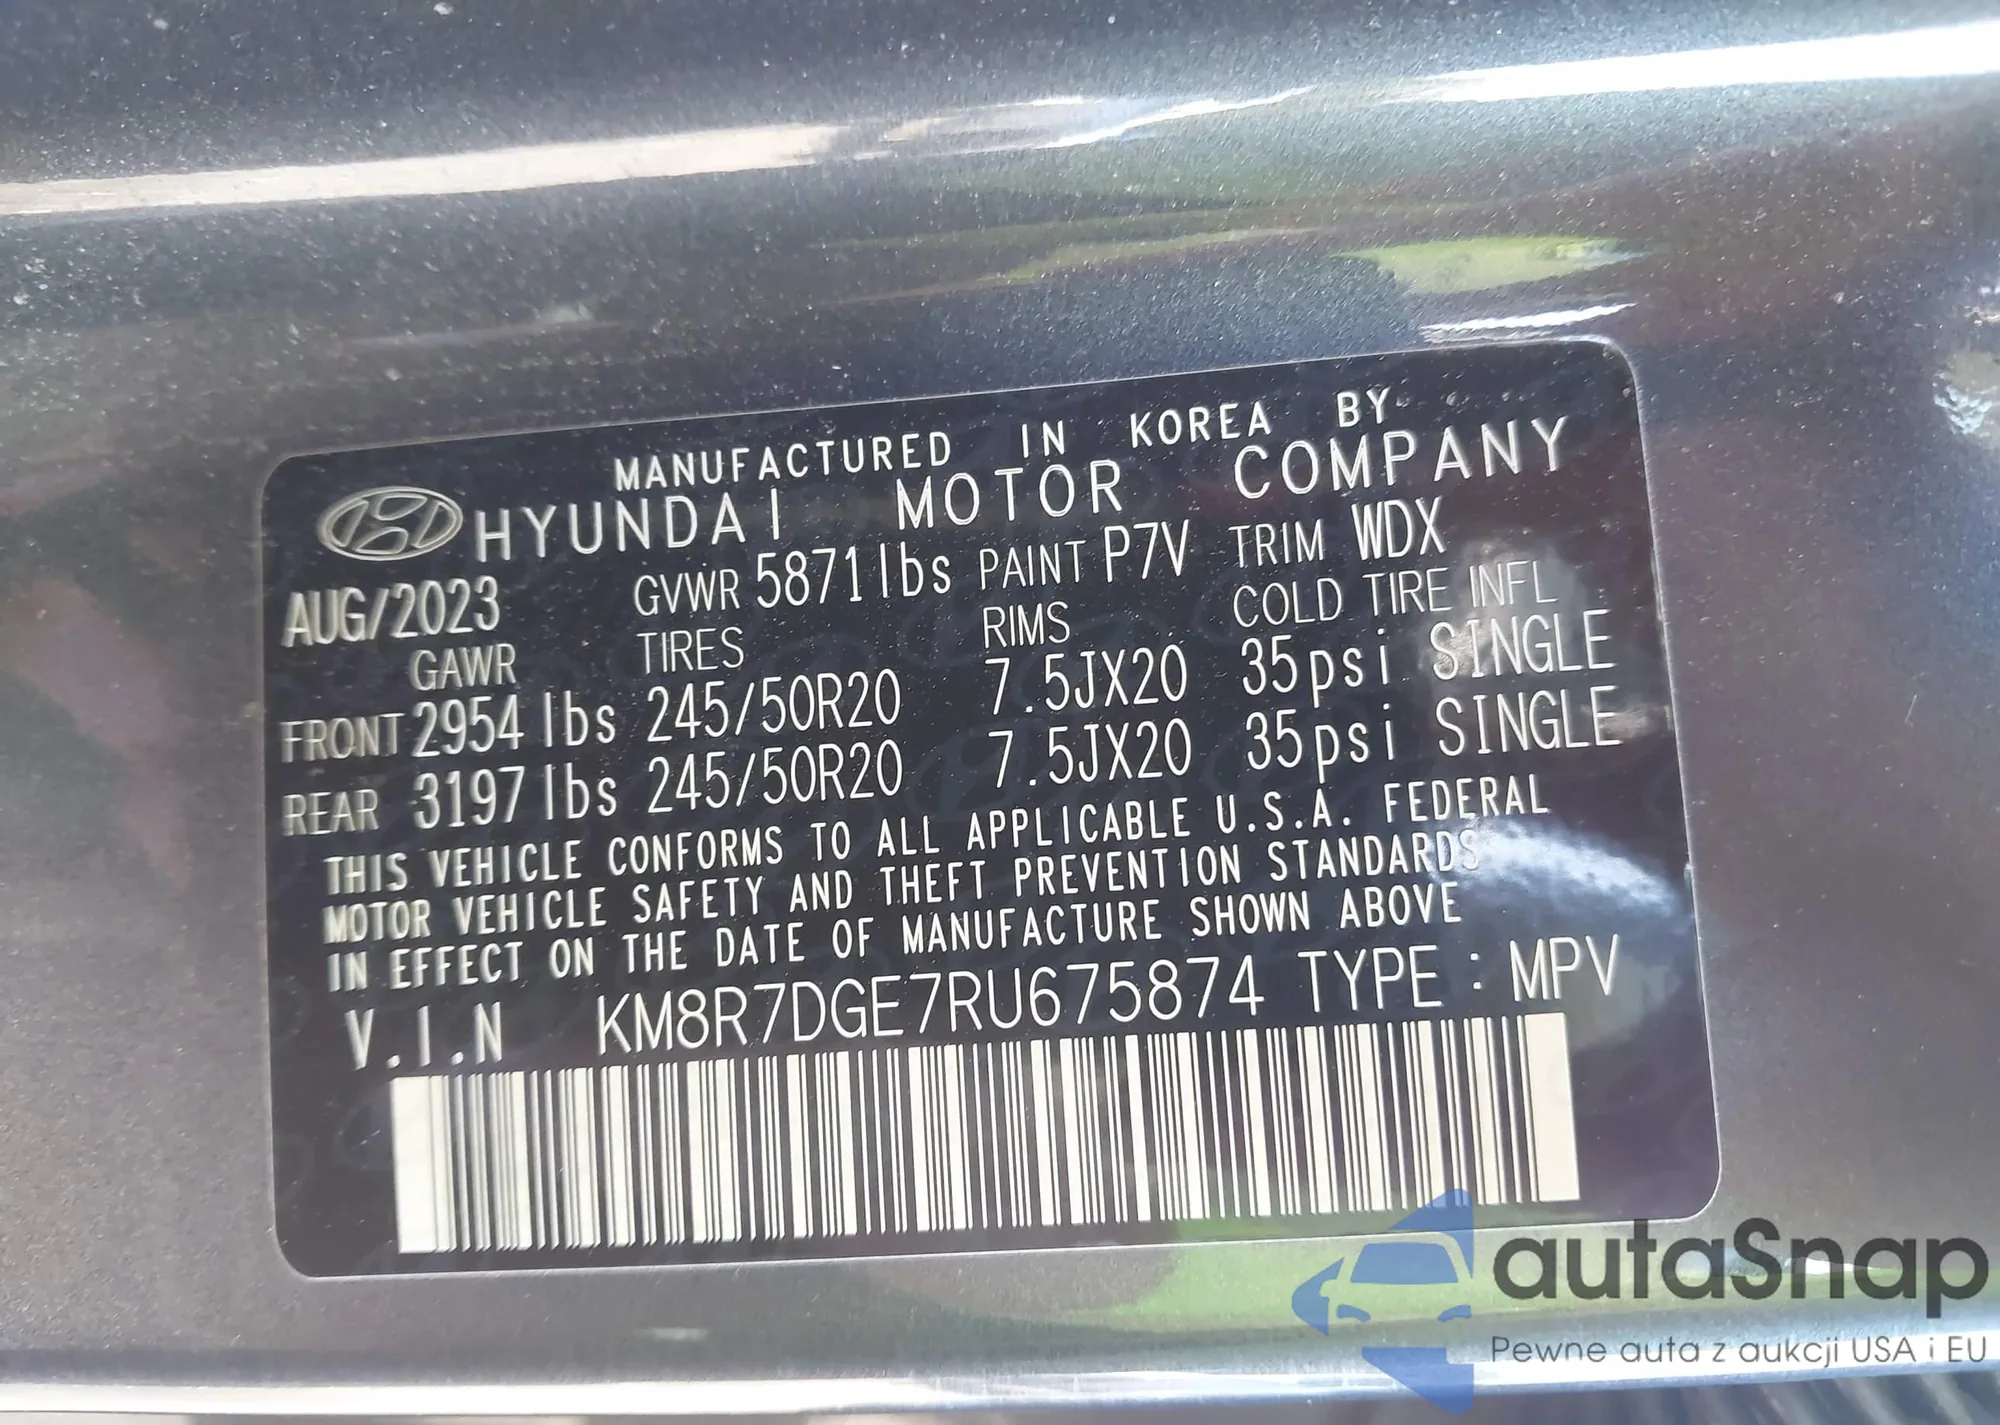 MANUFACTURED IN KOREA BY
HYUNDAI MOTOR COMPANY
AUG/2023 GVWR 5871lbs PAINT P7V TRIM WDX
GAWR TIRES RIMS COLD TIRE INFL
FRONT 2954 lbs 245/50R20 7.5JX20 35psi SINGLE
REAR 3197 lbs 245/50R20 7.5JX20 35psi SINGLE
THIS VEHICLE CONFORMS TO ALL APPLICABLE U.S.A. FEDERAL
MOTOR VEHICLE SAFETY AND THEFT PREVENTION STANDARDS
IN EFFECT ON THE DATE OF MANUFACTURE SHOWN ABOVE
V.I.N KM8R7DGE7RU675874 TYPE : MPV
autaSnap
Pewne auta z aukcji USA i EU